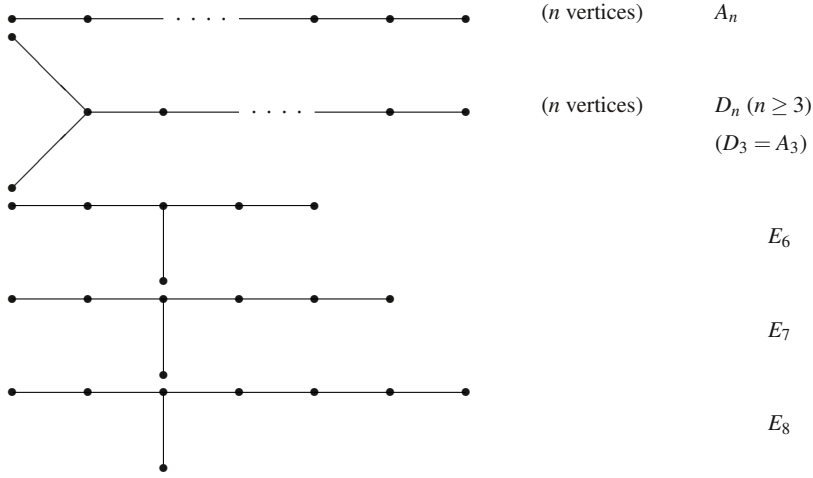 (n vertices) A_n
(n vertices) D_n (n ≥ 3)
(D_3 = A_3)
E_6
E_7
E_8